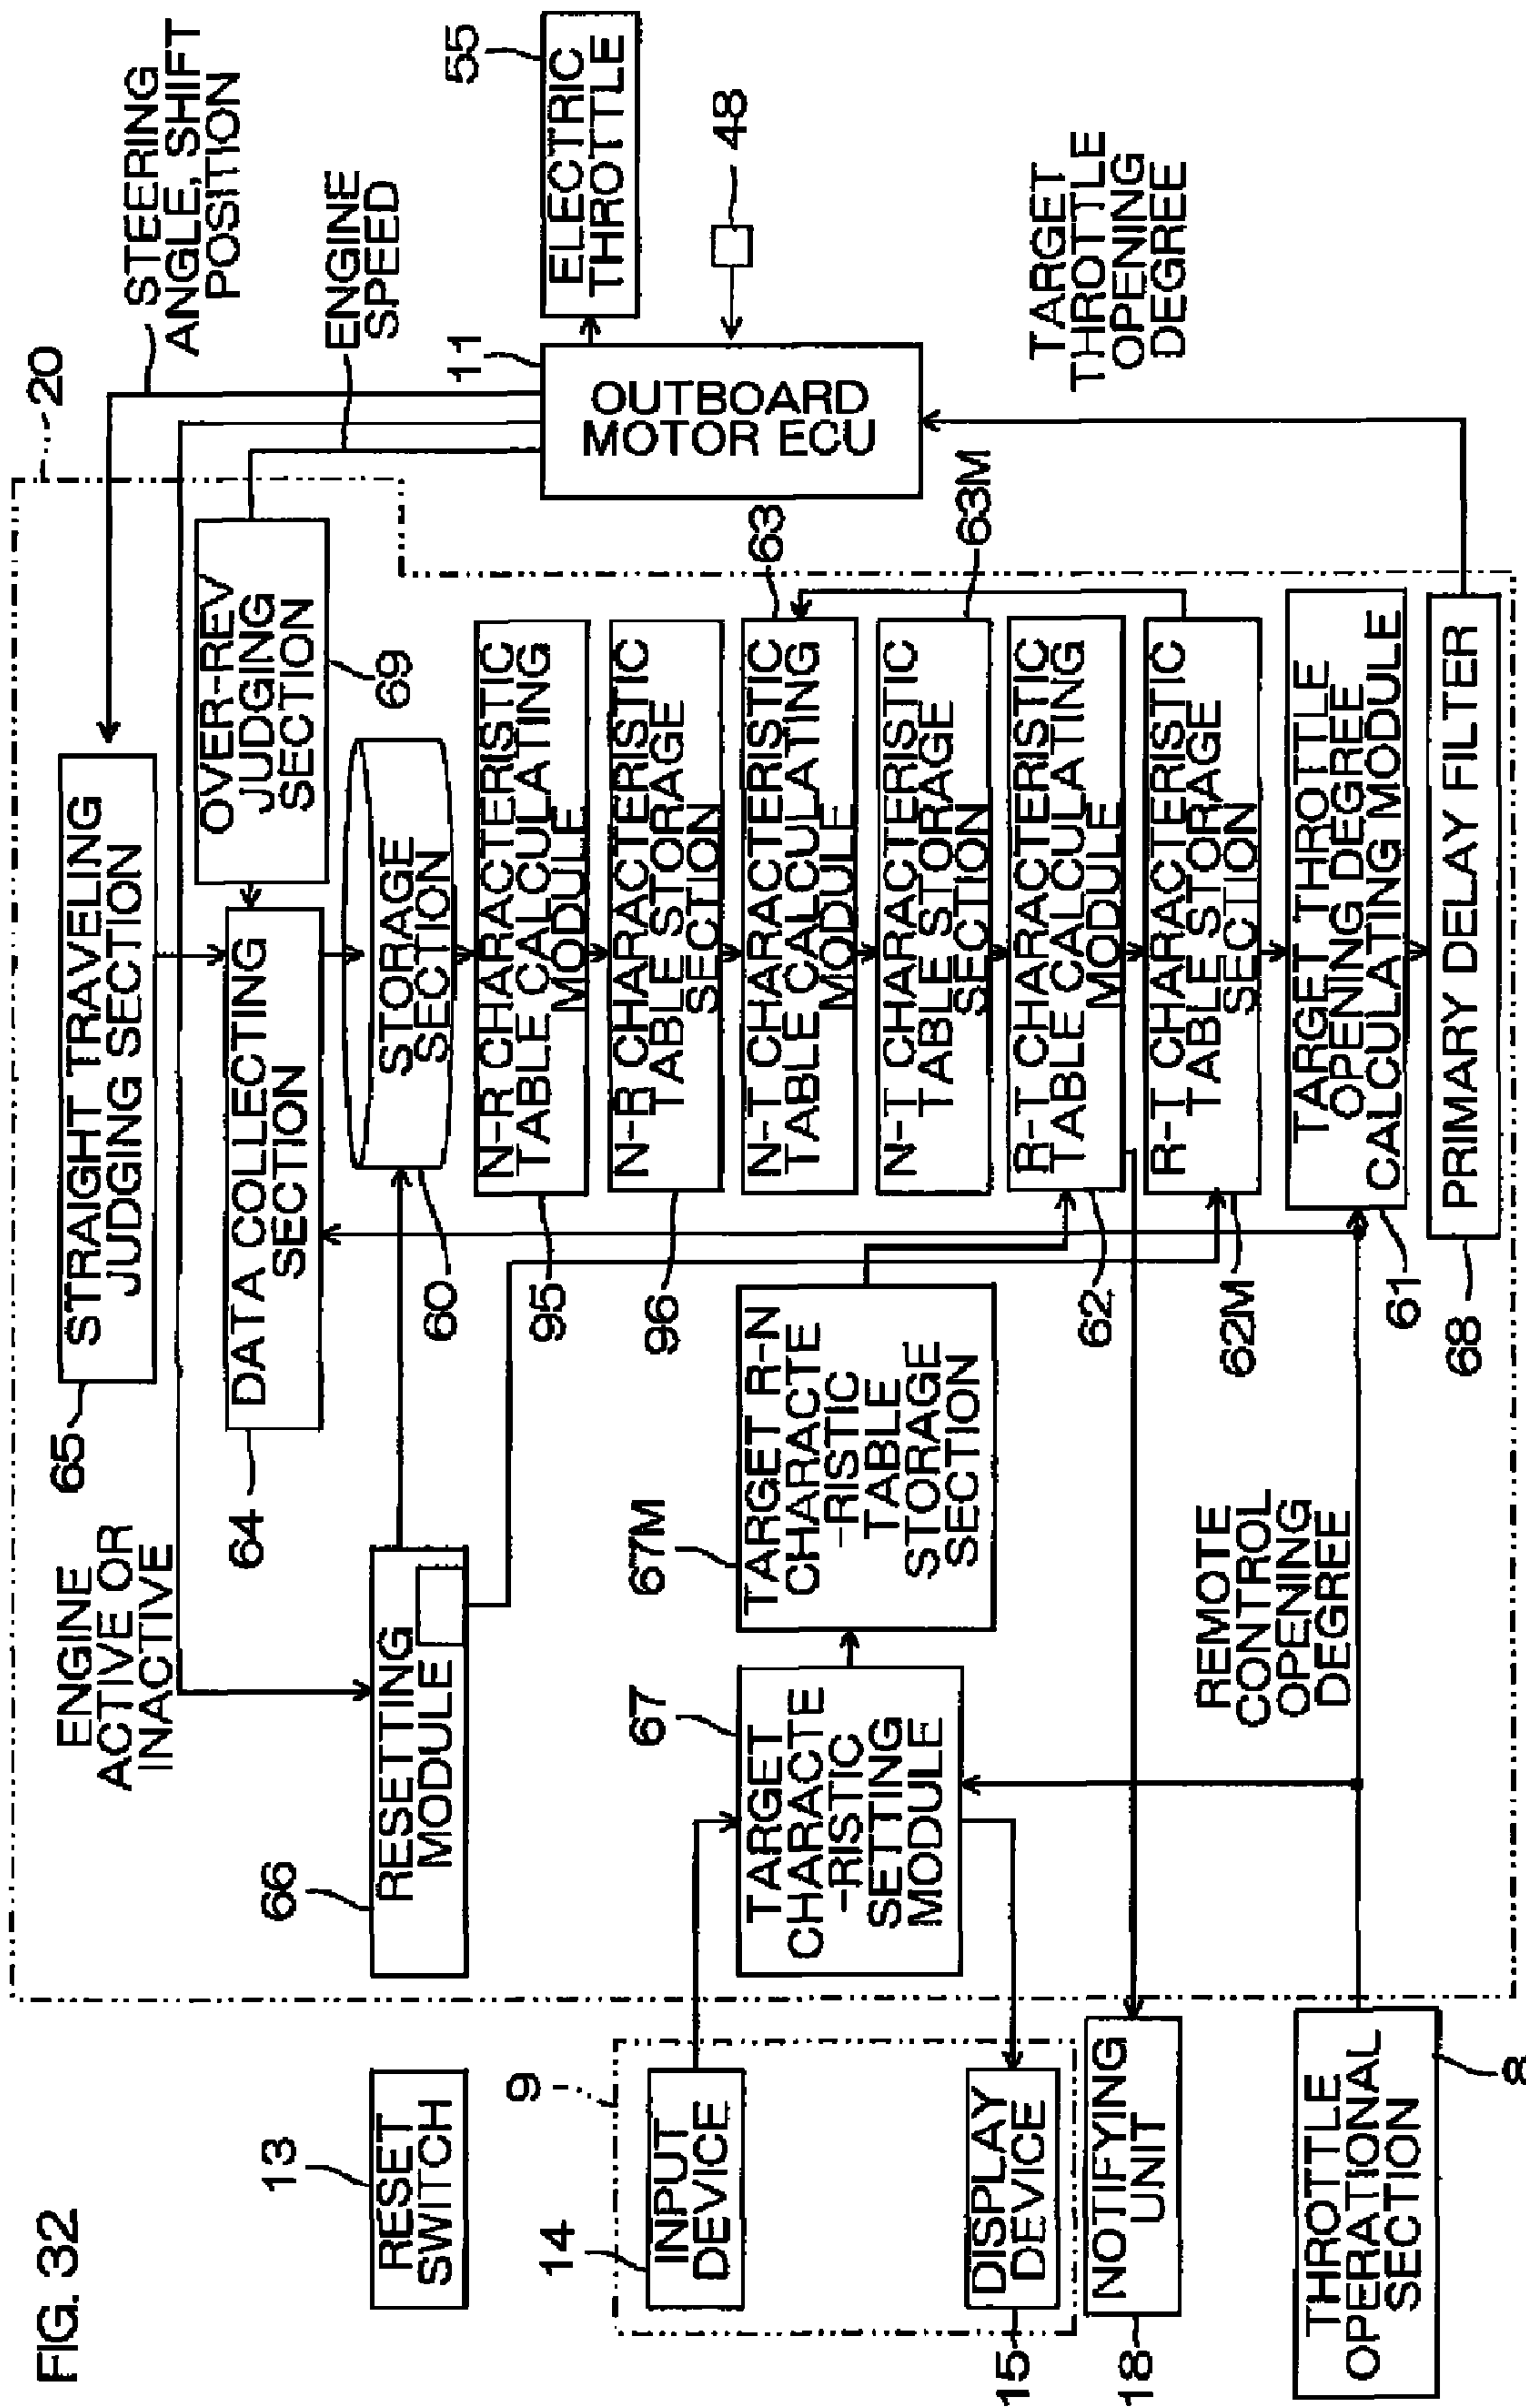 FIG. 32
13
RESET
SWITCH
9
14
INPUT
DEVICE
DISPLAY
DEVICE
15
NOTIFYING
UNIT
18
THROTTLE
OPERATIONAL
SECTION
8
ENGINE
ACTIVE OR
INACTIVE
66
RESETTING
MODULE
67
TARGET
CHARACTE
-RISTIC
SETTING
MODULE
67M
TARGET R-N
CHARACTE
-RISTIC
TABLE
STORAGE
SECTION
REMOTE
CONTROL
OPENING
DEGREE
65
STRAIGHT TRAVELING
JUDGING SECTION
64
DATA COLLECTING
SECTION
OVER-REV
JUDGING
SECTION
69
60
STORAGE
SECTION
95
N-R CHARACTERISTIC
TABLE CALCULATING
MODULE
96
N-R CHARACTERISTIC
TABLE STORAGE
SECTION
63
N-T CHARACTERISTIC
TABLE CALCULATING
MODULE
63M
N-T CHARACTERISTIC
TABLE STORAGE
SECTION
62
R-T CHARACTERISTIC
TABLE CALCULATING
MODULE
62M
R-T CHARACTERISTIC
TABLE STORAGE
SECTION
61
TARGET THROTTLE
OPENING DEGREE
CALCULATING MODULE
68
PRIMARY DELAY FILTER
20
STEERING
ANGLE, SHIFT
POSITION
ENGINE
SPEED
11
OUTBOARD
MOTOR ECU
55
ELECTRIC
THROTTLE
48
TARGET
THROTTLE
OPENING
DEGREE